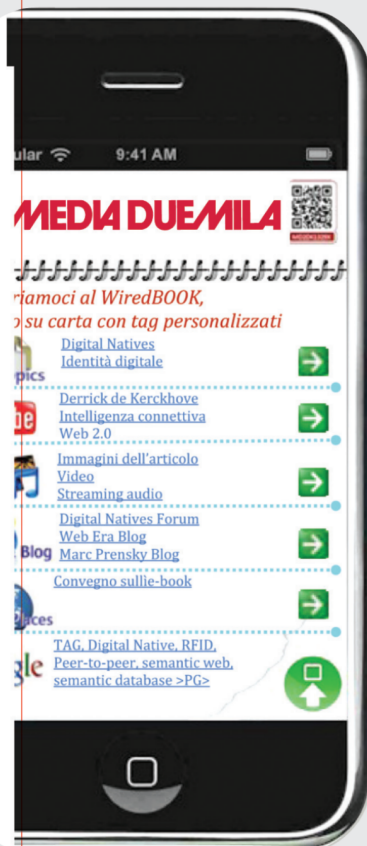 ular 9:41 AM
MEDIA DUEMILA
riamoci al WiredBOOK,
o su carta con tag personalizzati
Digital Natives
Identità digitale
pics
Derrick de Kerckhove
Intelligenza connettiva
Web 2.0
be
Immagini dell'articolo
Video
Streaming audio
Digital Natives Forum
Web Era Blog
Blog Marc Prensky Blog
Convegno sullìe-book
aces
gle
TAG, Digital Native, RFID,
Peer-to-peer, semantic web,
semantic database >PG>